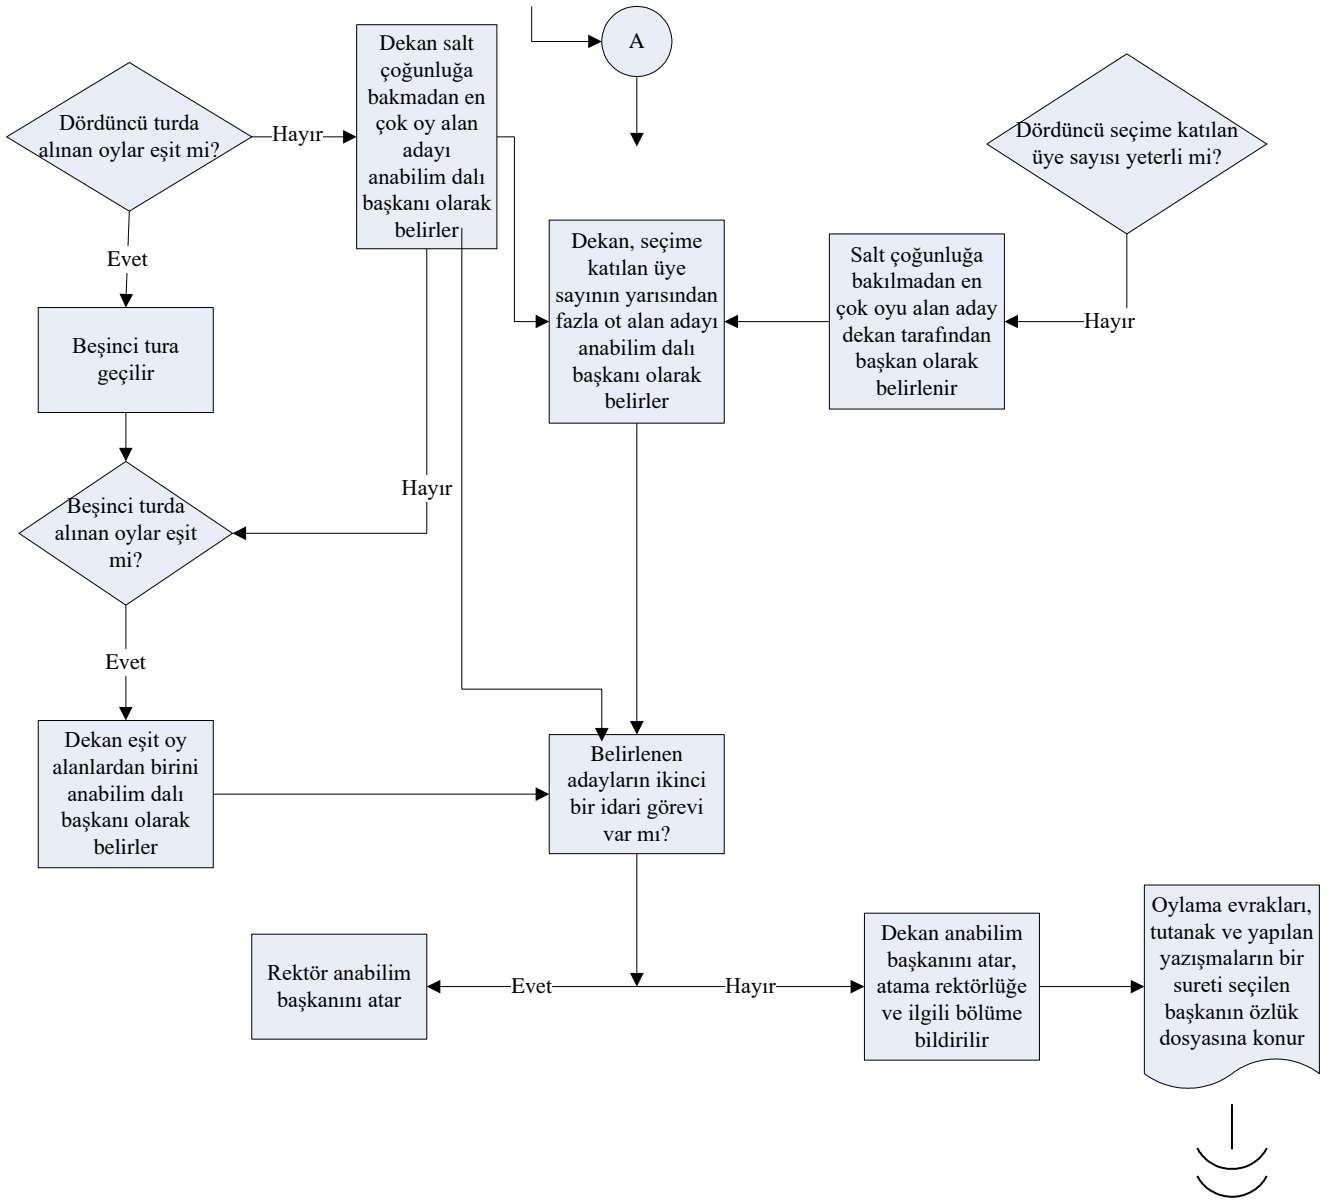 A
Dekan salt
çoğunluğa
bakmadan en
çok oy alan
adayı
anabilim dalı
başkanı olarak
belirler
Dördüncü turda
alınan oylar eşit mi?
Hayır
Dördüncü seçime katılan
üye sayısı yeterli mi?
Evet
Dekan, seçime
katılan üye
sayının yarısından
fazla ot alan adayı
anabilim dalı
başkanı olarak
belirler
Salt çoğunluğa
bakılmadan en
çok oyu alan aday
dekan tarafından
başkan olarak
belirlenir
Hayır
Beşinci tura
geçilir
Hayır
Beşinci turda
alınan oylar eşit
mi?
Evet
Dekan eşit oy
alanlardan birini
anabilim dalı
başkanı olarak
belirler
Belirlenen
adayların ikinci
bir idari görevi
var mı?
Rektör anabilim
başkanını atar
Evet
Hayır
Dekan anabilim
başkanını atar,
atama rektörlüğe
ve ilgili bölüme
bildirilir
Oylama evrakları,
tutanak ve yapılan
yazışmaların bir
sureti seçilen
başkanın özlük
dosyasına konur